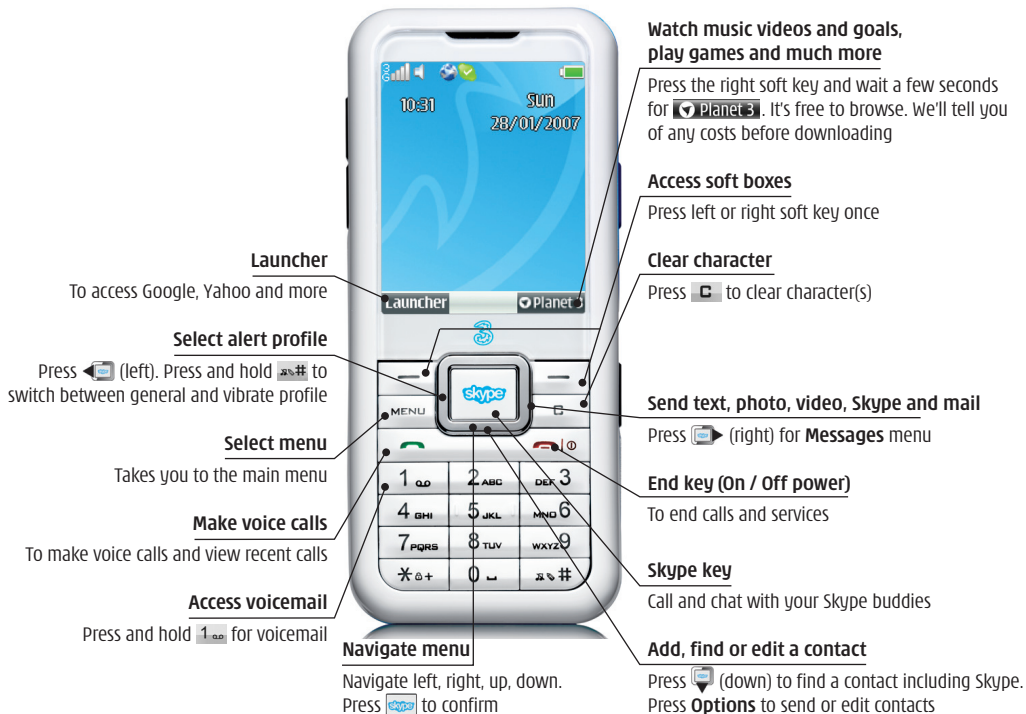 Watch music videos and goals,
play games and much more
Press the right soft key and wait a few seconds
for Planet 3 . It's free to browse. We'll tell you
of any costs before downloading
Access soft boxes
Press left or right soft key once
Clear character
Press C to clear character(s)
Send text, photo, video, Skype and mail
Press (right) for Messages menu
End key (On / Off power)
To end calls and services
Skype key
Call and chat with your Skype buddies
Add, find or edit a contact
Press (down) to find a contact including Skype.
Press Options to send or edit contacts
Launcher
To access Google, Yahoo and more
Select alert profile
Press (left). Press and hold # to
switch between general and vibrate profile
Select menu
Takes you to the main menu
Make voice calls
To make voice calls and view recent calls
Access voicemail
Press and hold 1 for voicemail
Navigate menu
Navigate left, right, up, down.
Press skype to confirm
3G
10:31 Sun
28/01/2007
Launcher Planet 3
3
skype
MENU C
1 2 ABC DEF 3
4 GHI 5 JKL MNO 6
7 PQRS 8 TUV WXYZ 9
* + 0 #